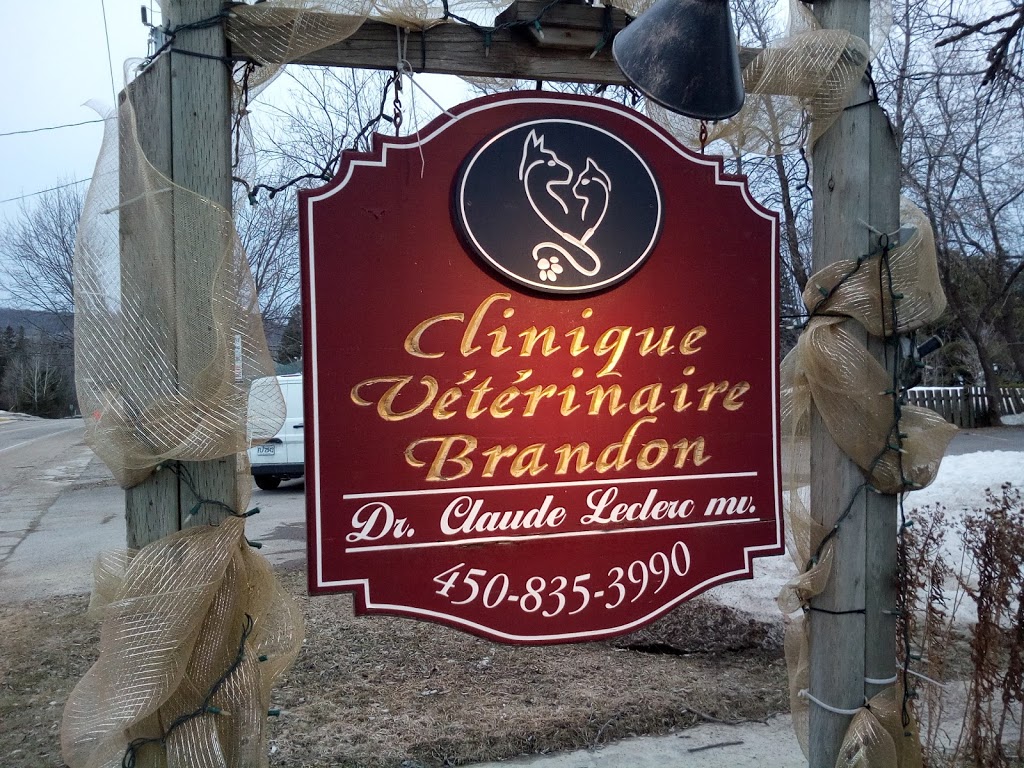 Clinique
Vétérinaire
Brandon
Dr. Claude Leclerc mv.
450-835-3990